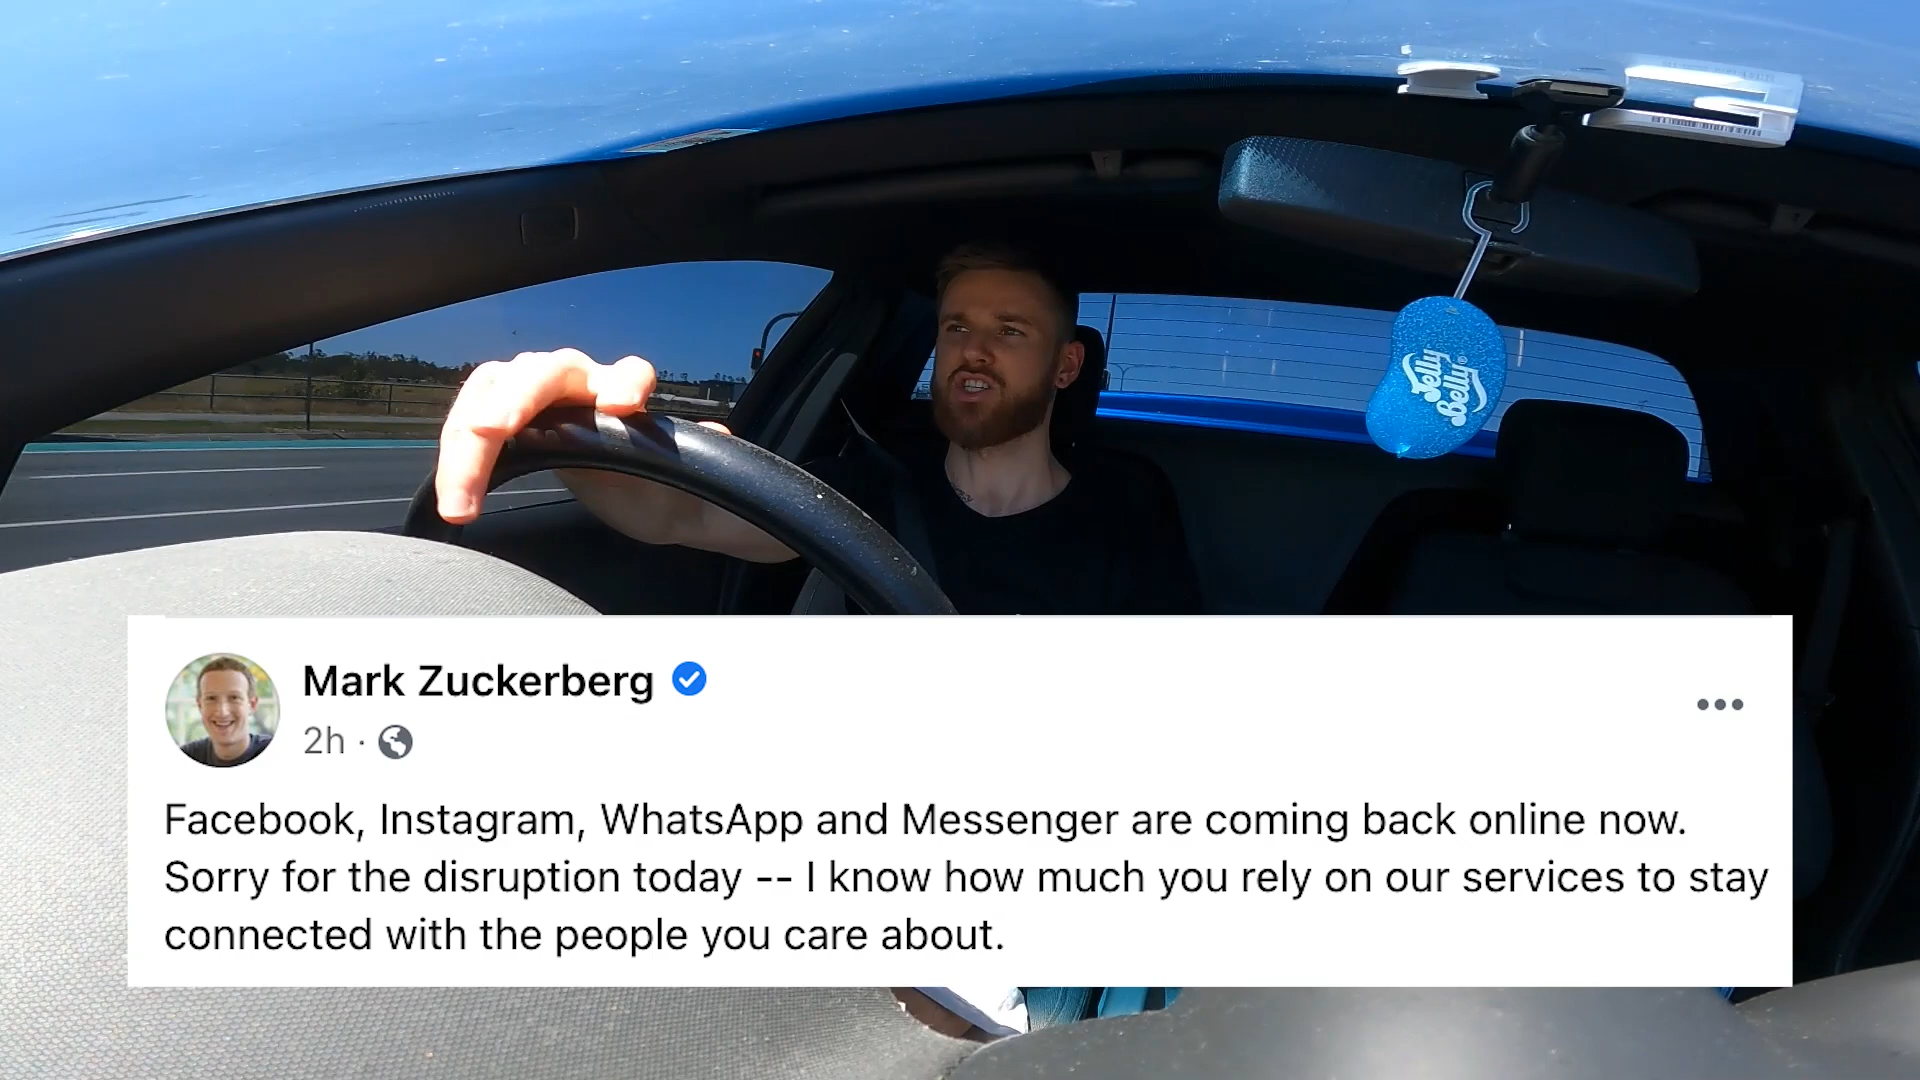 Jelly
Belly®
Mark Zuckerberg
2h ·
Facebook, Instagram, WhatsApp and Messenger are coming back online now.
Sorry for the disruption today -- I know how much you rely on our services to stay
connected with the people you care about.